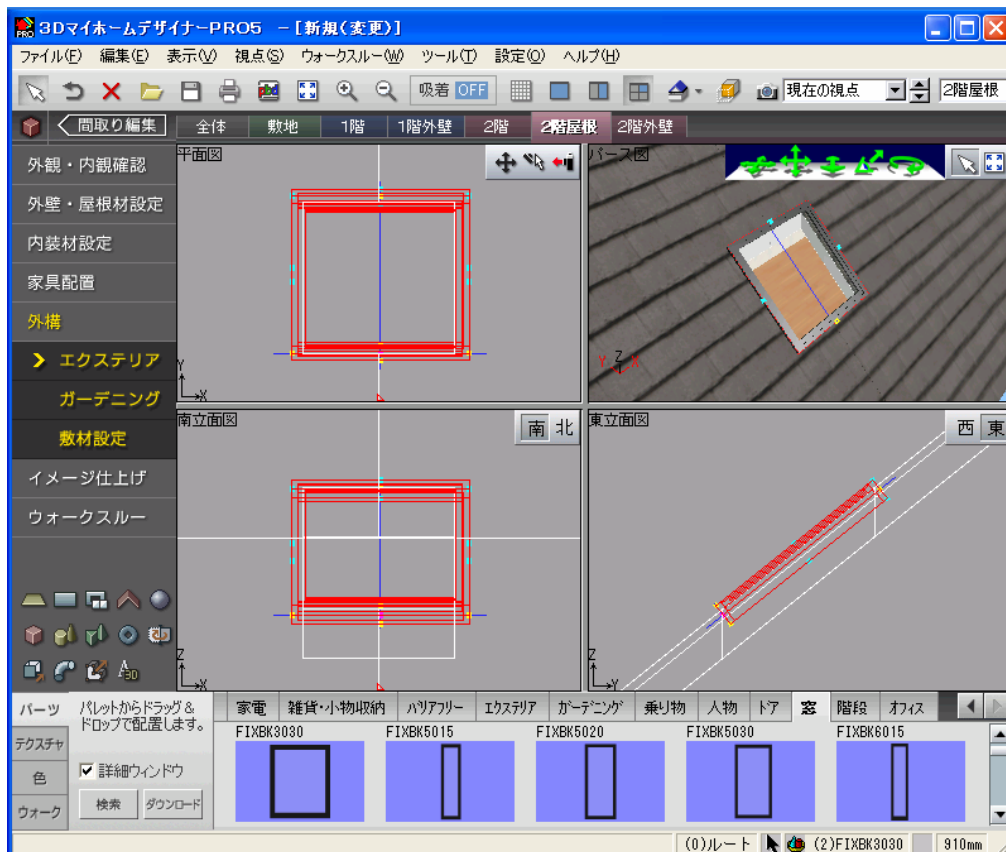 3DマイホームデザイナーPRO5 －[新規(変更)]
ファイル(F) 編集(E) 表示(V) 視点(S) ウォークスルー(W) ツール(T) 設定(O) ヘルプ(H)
吸着 OFF 現在の視点 2階屋根
間取り編集 全体 敷地 1階 1階外壁 2階 2階屋根 2階外壁
外観・内観確認
外壁・屋根材設定
内装材設定
家具配置
外構
エクステリア
ガーデニング
敷材設定
イメージ仕上げ
ウォークスルー
平面図
Y
X
パース図
Y Z X
南立面図
南 北
Z
X
東立面図
西 東
Z
Y
パーツ
テクスチャ
色
ウォーク
パレットからドラッグ&
ドロップで配置します。
詳細ウィンドウ
検索 ダウンロード
家電 雑貨・小物収納 バリアフリー エクステリア ガーデニング 乗り物 人物 ドア 窓 階段 オフィス
FIXBK3030 FIXBK5015 FIXBK5020 FIXBK5030 FIXBK6015
(0)ルート (2)FIXBK3030 910mm